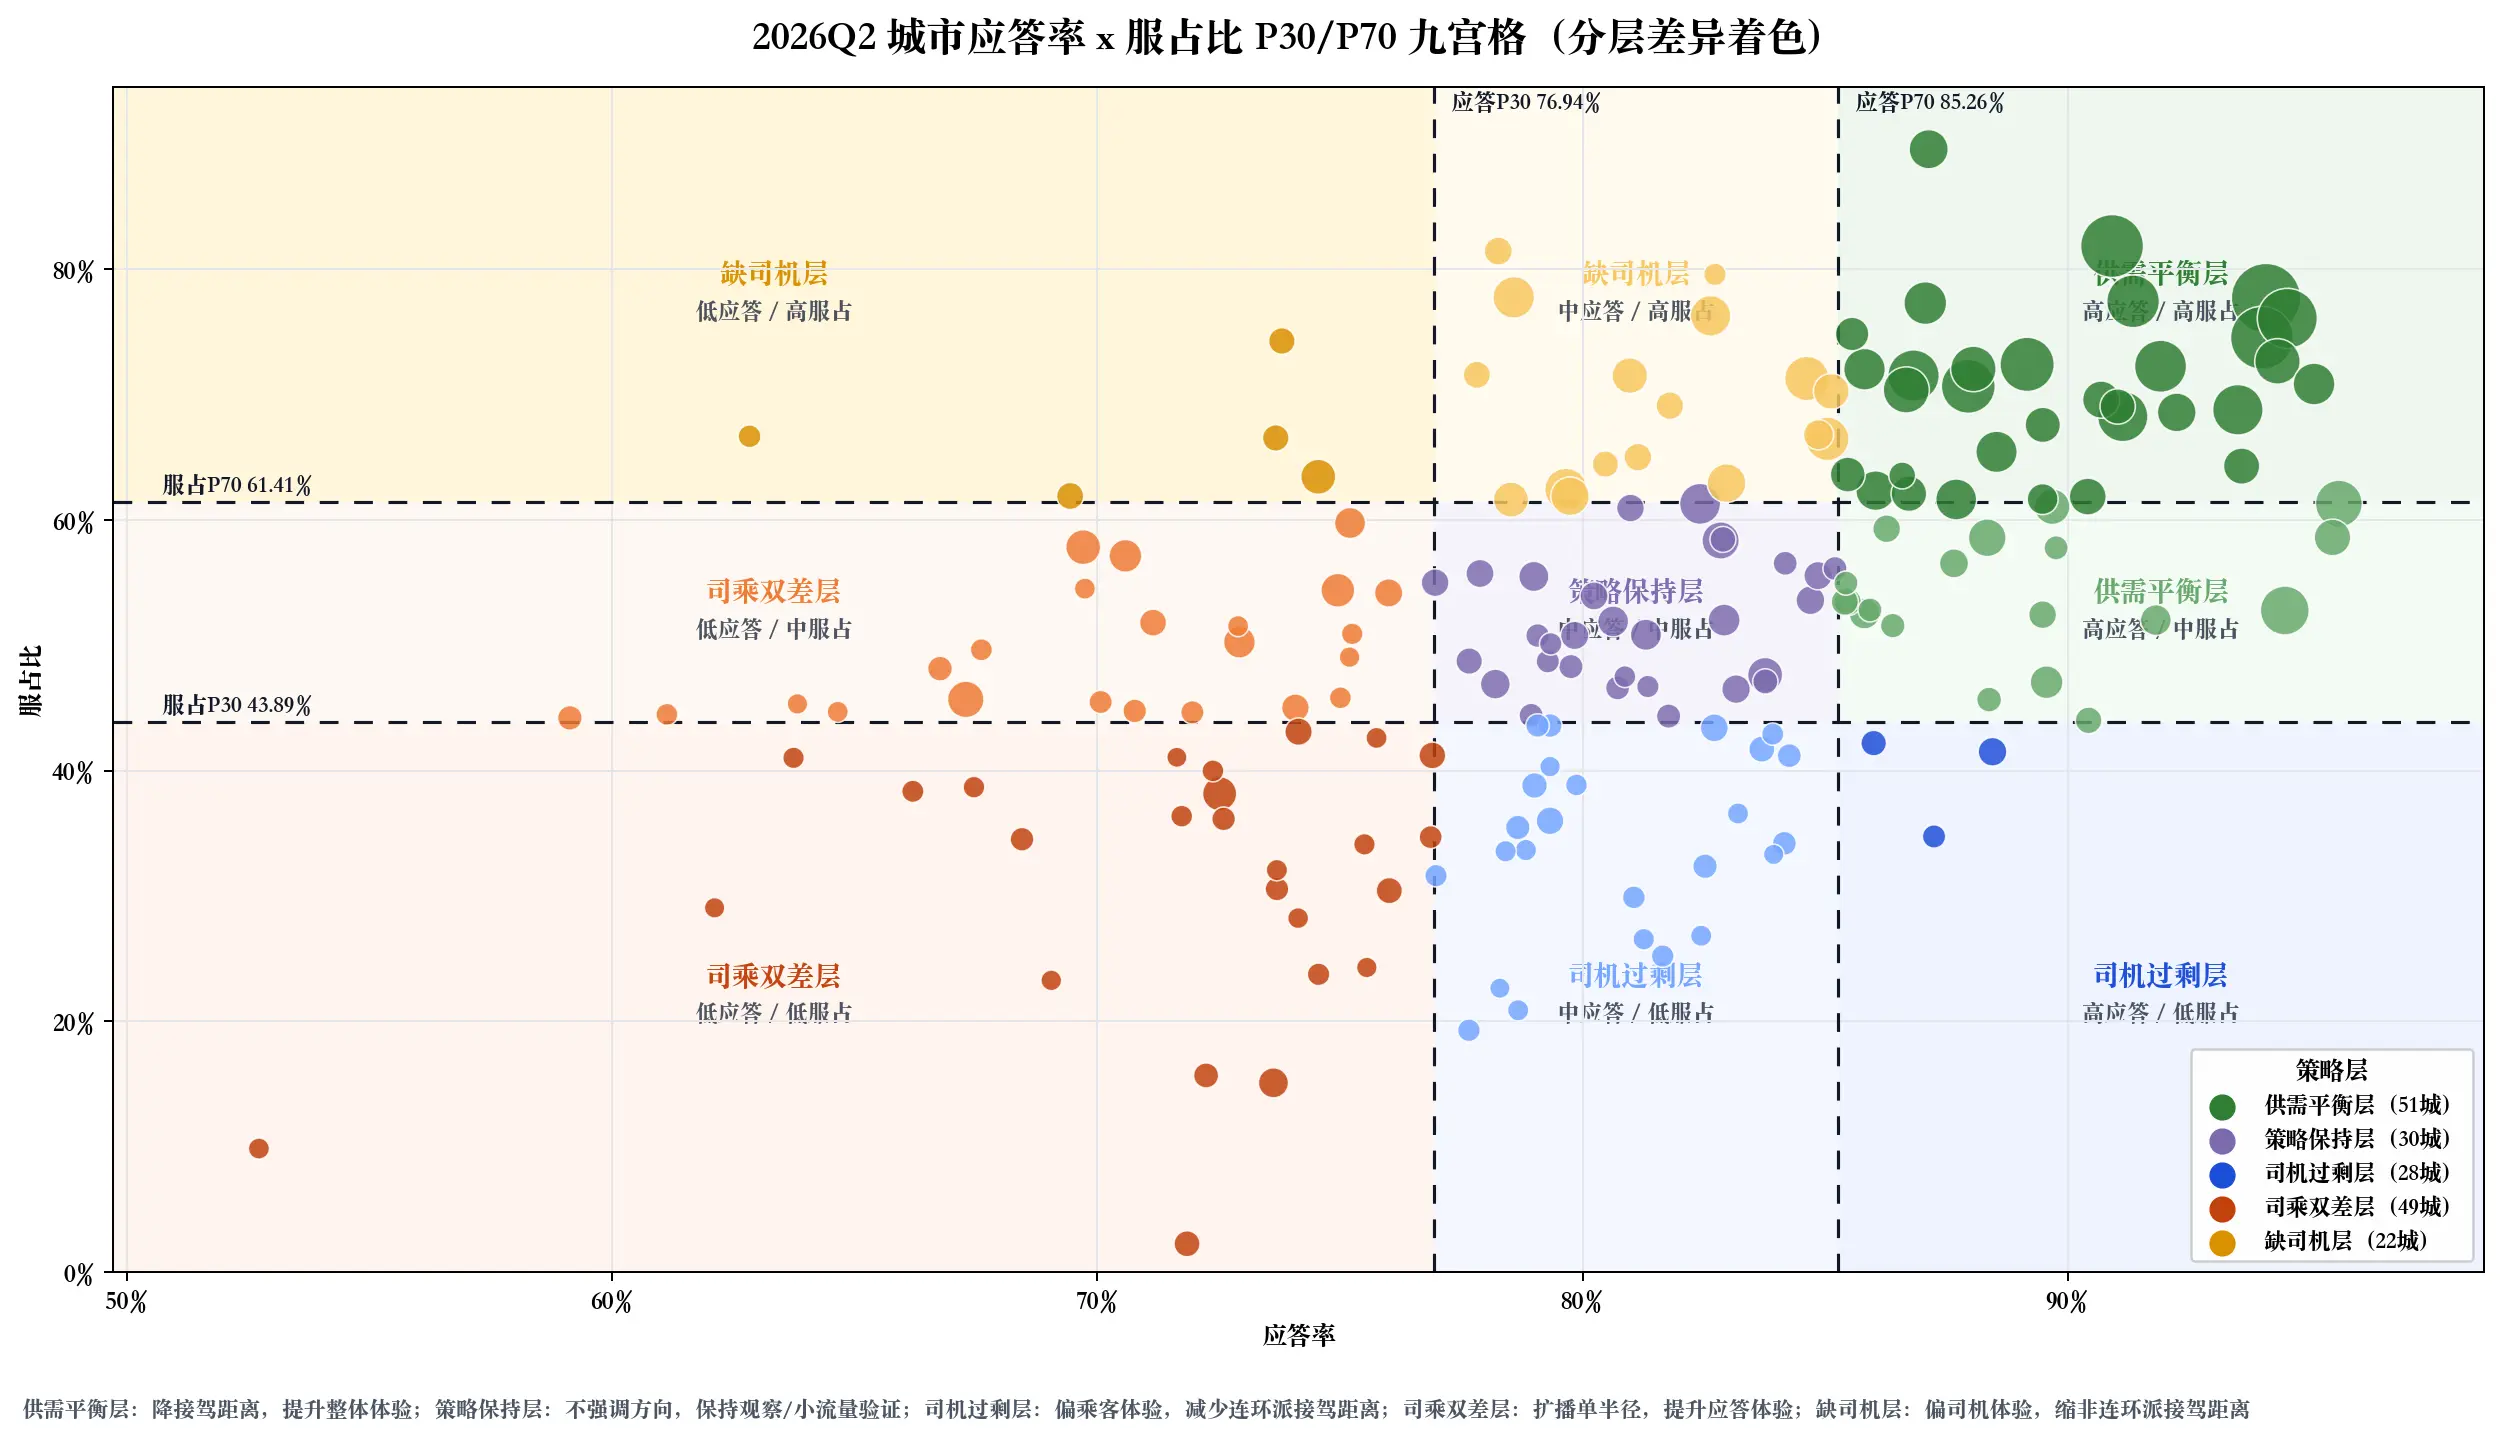 2026Q2 城市应答率 x 服占比 P30/P70 九宫格（分层差异着色）
应答P30 76.94%
应答P70 85.26%
缺司机层
低应答 / 高服占
缺司机层
中应答 / 高服占
供需平衡层
高应答 / 高服占
服占P70 61.41%
司乘双差层
低应答 / 中服占
策略保持层
中应答 / 中服占
供需平衡层
高应答 / 中服占
服占P30 43.89%
司乘双差层
低应答 / 低服占
司机过剩层
中应答 / 低服占
司机过剩层
高应答 / 低服占
服占比
80%
60%
40%
20%
0%
50%
60%
70%
80%
90%
应答率
策略层
供需平衡层（51城）
策略保持层（30城）
司机过剩层（28城）
司乘双差层（49城）
缺司机层（22城）
供需平衡层：降接驾距离，提升整体体验；策略保持层：不强调方向，保持观察/小流量验证；司机过剩层：偏乘客体验，减少连环派接驾距离；司乘双差层：扩播单半径，提升应答体验；缺司机层：偏司机体验，缩非连环派接驾距离